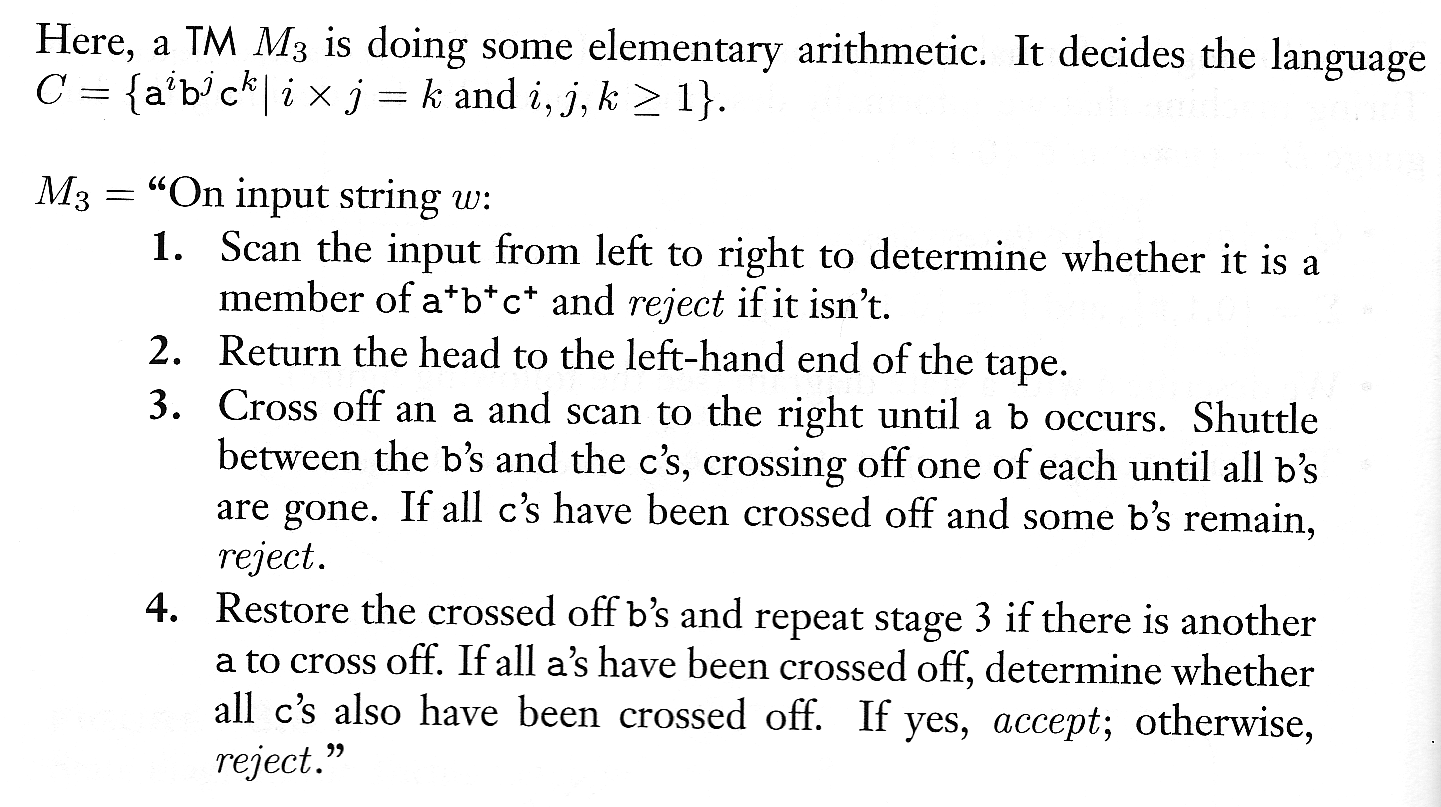 Here, a TM M₃ is doing some elementary arithmetic. It decides the language
C = {aⁱbʲcᵏ| i × j = k and i, j, k ≥ 1}.
M₃ = “On input string w:
1. Scan the input from left to right to determine whether it is a
member of a⁺b⁺c⁺ and reject if it isn’t.
2. Return the head to the left-hand end of the tape.
3. Cross off an a and scan to the right until a b occurs. Shuttle
between the b’s and the c’s, crossing off one of each until all b’s
are gone. If all c’s have been crossed off and some b’s remain,
reject.
4. Restore the crossed off b’s and repeat stage 3 if there is another
a to cross off. If all a’s have been crossed off, determine whether
all c’s also have been crossed off. If yes, accept; otherwise,
reject.”